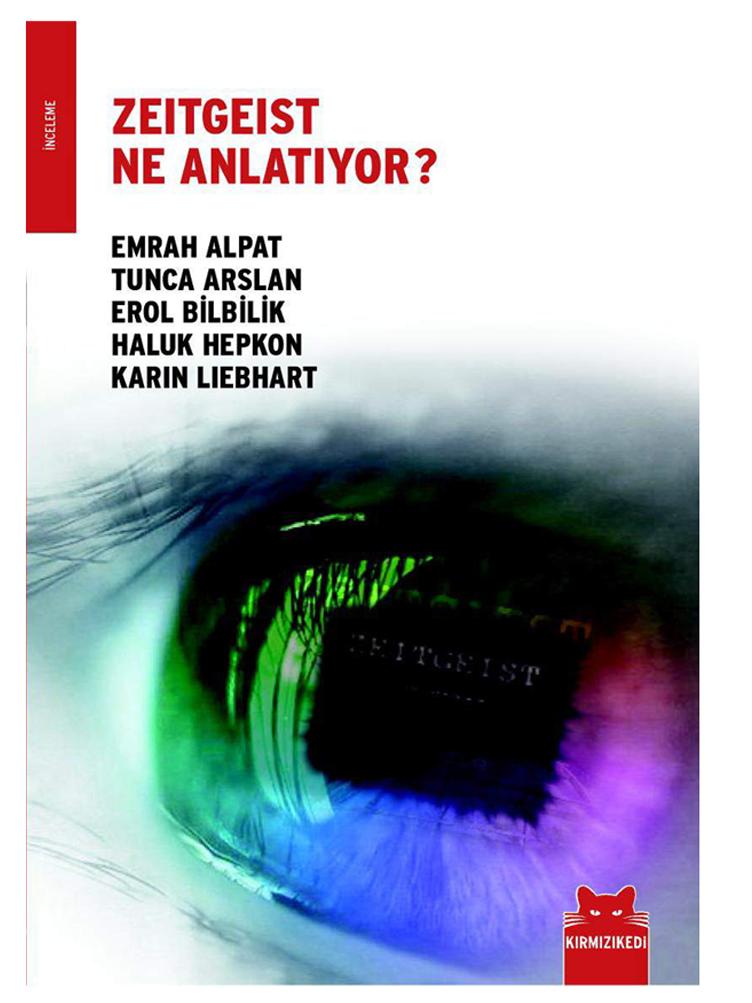 İNCELEME
ZEITGEIST
NE ANLATIYOR?
EMRAH ALPAT
TUNCA ARSLAN
EROL BİLBİLİK
HALUK HEPKON
KARIN LIEBHART
ZEITGEIST
KIRMIZIKEDİ